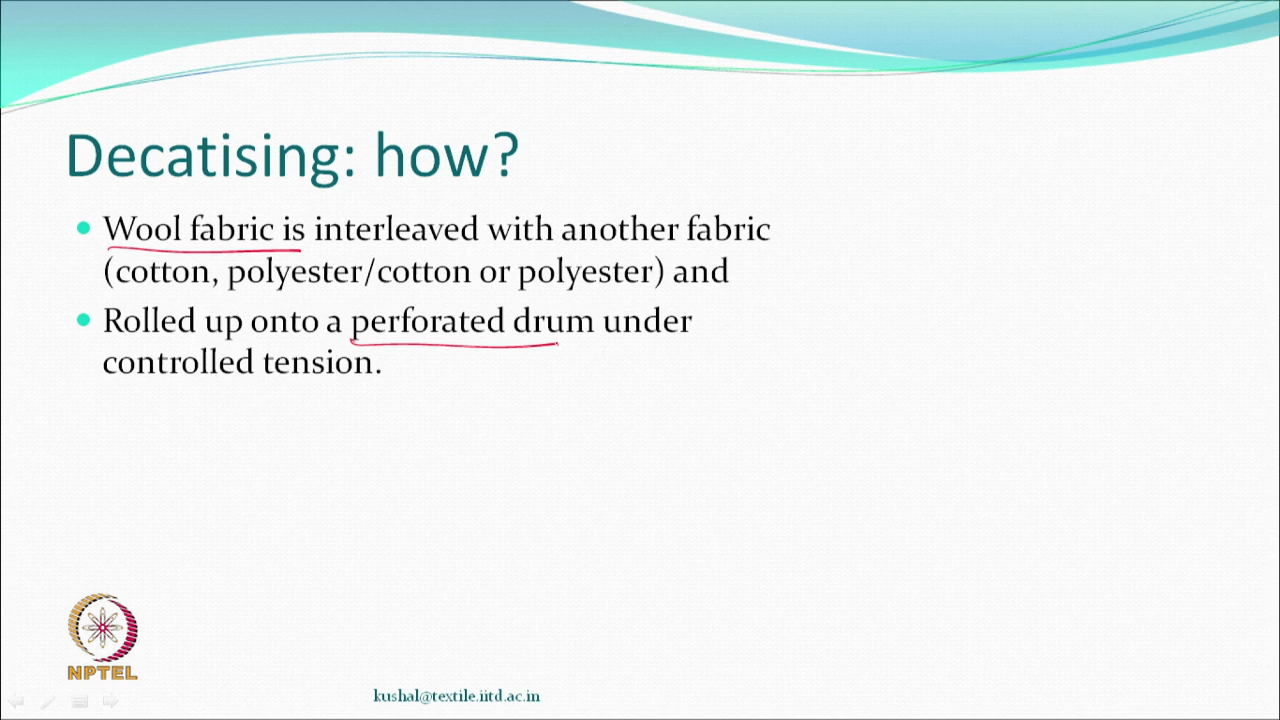 Decatising: how?
Wool fabric is interleaved with another fabric
(cotton, polyester/cotton or polyester) and
Rolled up onto a perforated drum under
controlled tension.
NPTEL
kushal@textile.iitd.ac.in